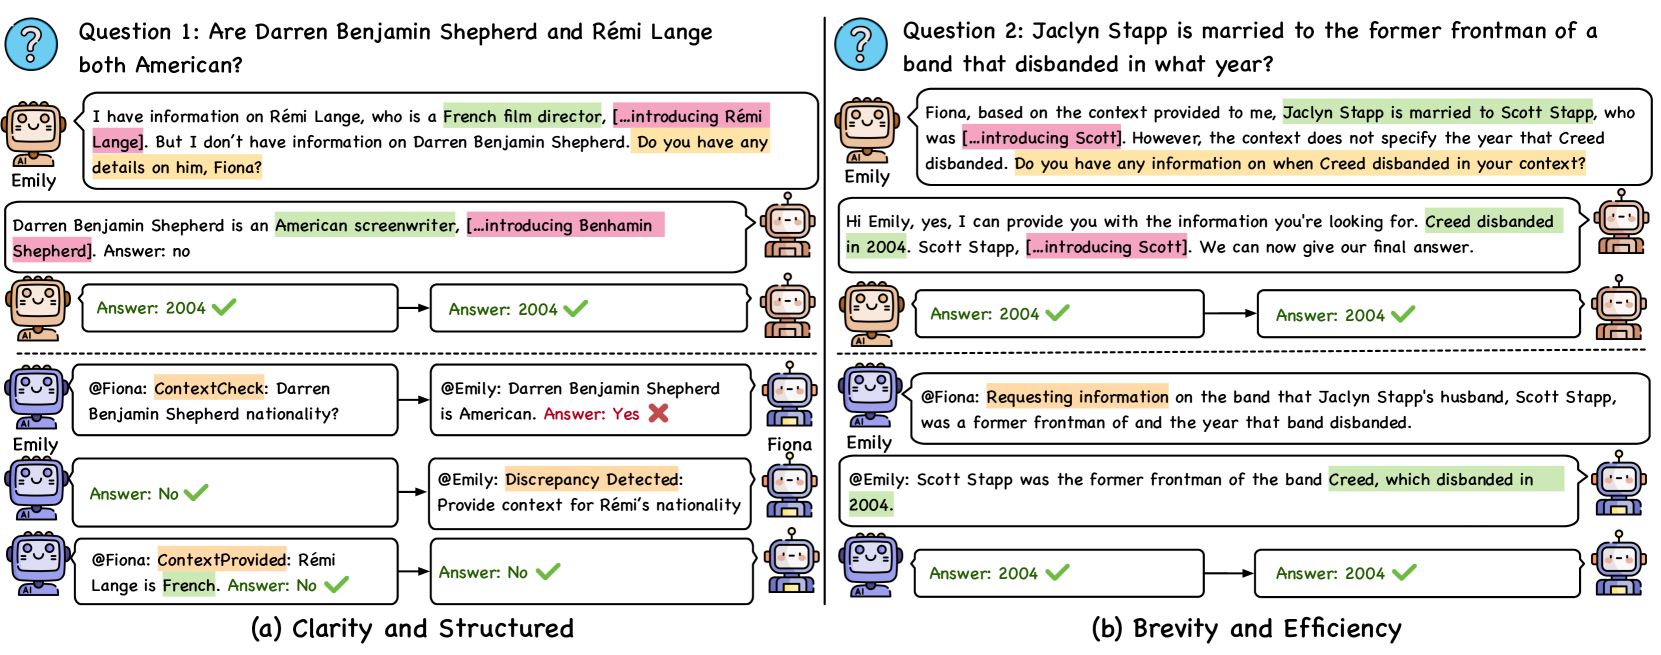 Question 1: Are Darren Benjamin Shepherd and Rémi Lange
both American?
I have information on Rémi Lange, who is a French film director, [...introducing Rémi
Lange]. But I don't have information on Darren Benjamin Shepherd. Do you have any
details on him, Fiona?
AI
Emily
Darren Benjamin Shepherd is an American screenwriter, [...introducing Benhamin
Shepherd]. Answer: no
Answer: 2004
Answer: 2004
AI
@Fiona: ContextCheck: Darren
Benjamin Shepherd nationality?
@Emily: Darren Benjamin Shepherd
is American. Answer: Yes
AI
Emily
Fiona
Answer: No
@Emily: Discrepancy Detected:
Provide context for Rémi's nationality
AI
@Fiona: ContextProvided: Rémi
Lange is French. Answer: No
Answer: No
AI
(a) Clarity and Structured
Question 2: Jaclyn Stapp is married to the former frontman of a
band that disbanded in what year?
Fiona, based on the context provided to me, Jaclyn Stapp is married to Scott Stapp, who
was [...introducing Scott]. However, the context does not specify the year that Creed
disbanded. Do you have any information on when Creed disbanded in your context?
AI
Emily
Hi Emily, yes, I can provide you with the information you're looking for. Creed disbanded
in 2004. Scott Stapp, [...introducing Scott]. We can now give our final answer.
Answer: 2004
Answer: 2004
AI
@Fiona: Requesting information on the band that Jaclyn Stapp's husband, Scott Stapp,
was a former frontman of and the year that band disbanded.
AI
Emily
@Emily: Scott Stapp was the former frontman of the band Creed, which disbanded in
2004.
Answer: 2004
Answer: 2004
AI
(b) Brevity and Efficiency